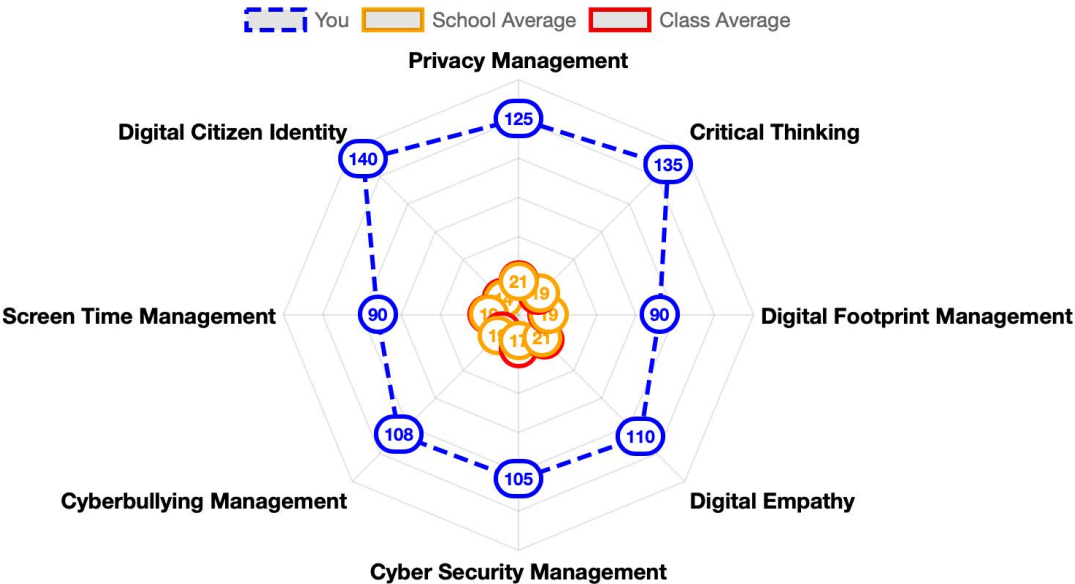 You School Average Class Average
Privacy Management
125
Digital Citizen Identity
Critical Thinking
140
135
21
19
Screen Time Management
90
19
90
Digital Footprint Management
17
21
108
110
105
Cyberbullying Management
Digital Empathy
Cyber Security Management